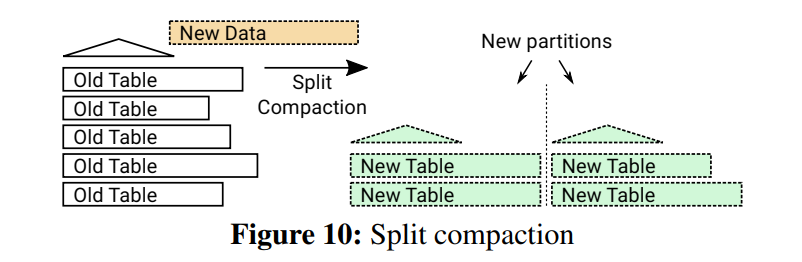 New Data
New partitions
Old Table
Old Table
Old Table
Old Table
Old Table
Split
Compaction
New Table
New Table
New Table
New Table
Figure 10: Split compaction